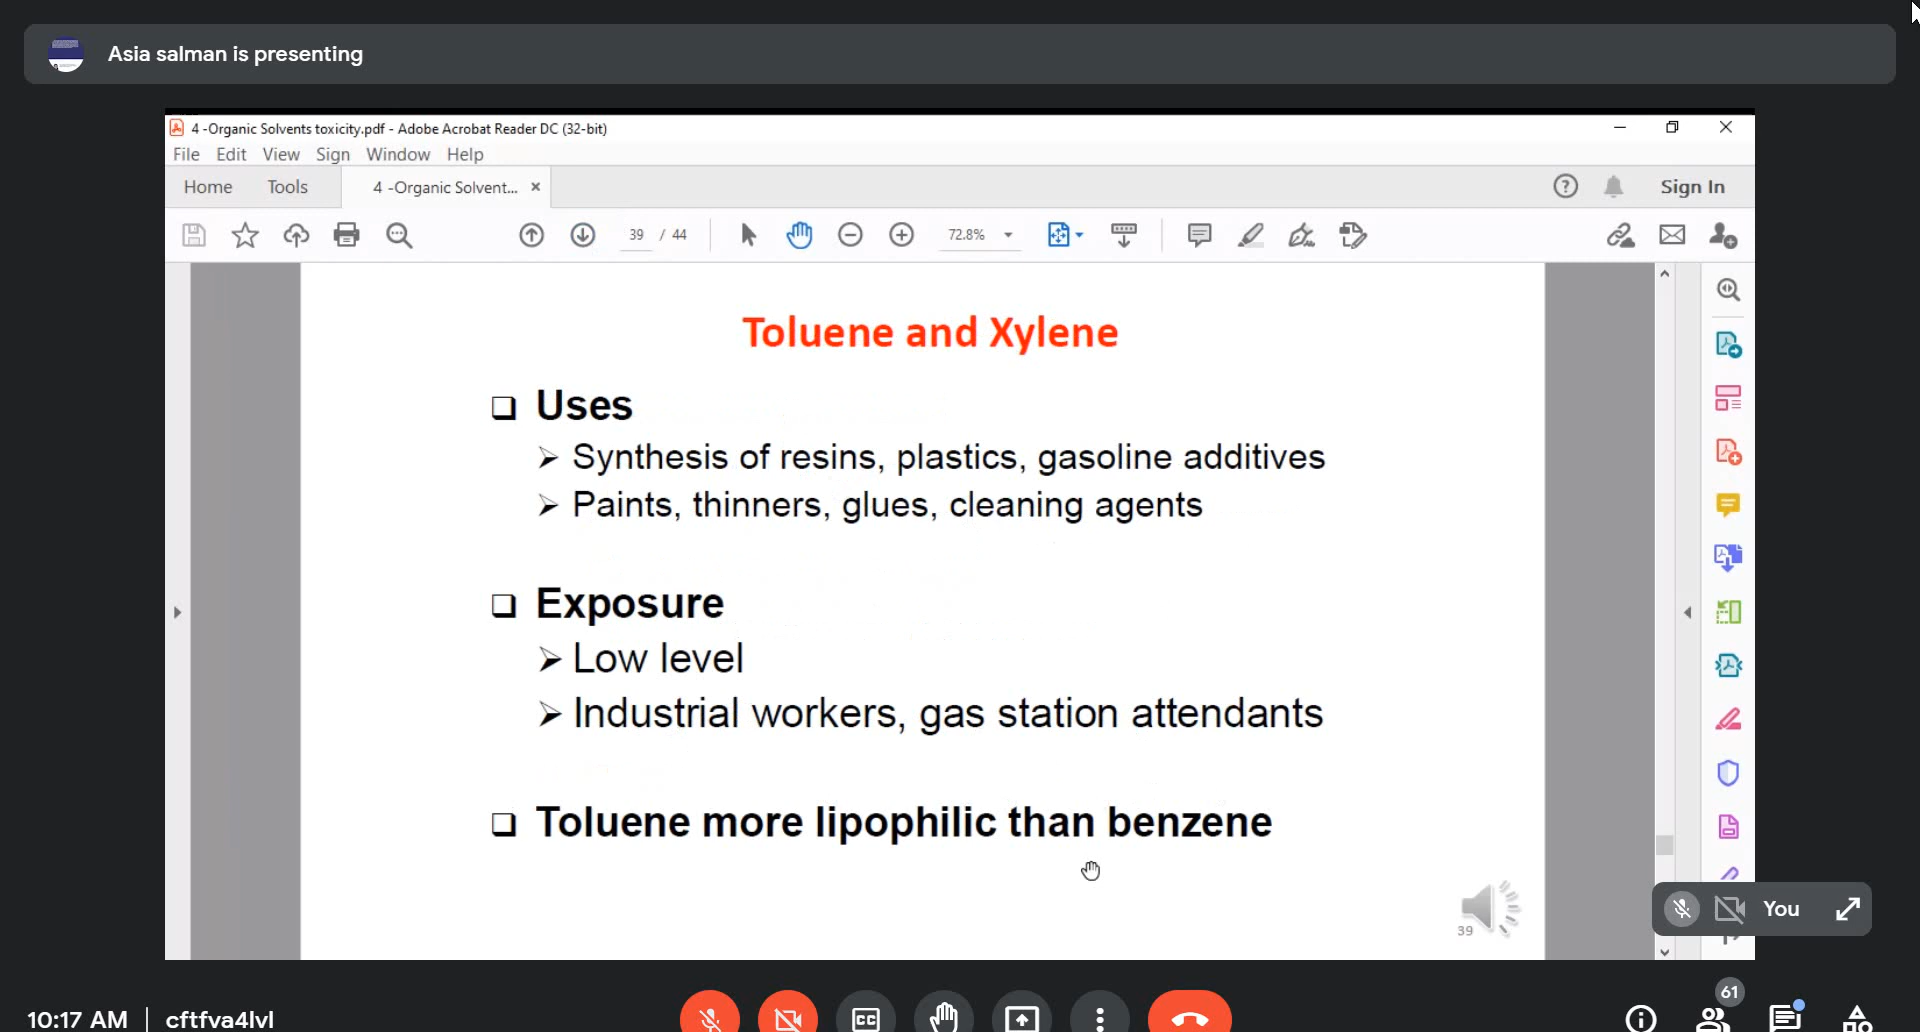 Asia salman is presenting
4 -Organic Solvents toxicity.pdf - Adobe Acrobat Reader DC (32-bit)
File Edit View Sign Window Help
Home Tools 4 -Organic Solvent... × Sign In
39 / 44 72.8%
Toluene and Xylene
Uses
Synthesis of resins, plastics, gasoline additives
Paints, thinners, glues, cleaning agents
Exposure
Low level
Industrial workers, gas station attendants
Toluene more lipophilic than benzene
39
You
61
10:17 AM | cftfva4lvl
CC